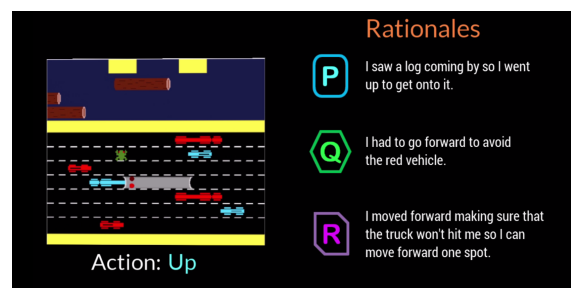 Rationales
P
I saw a log coming by so I went
up to get onto it.
Q
I had to go forward to avoid
the red vehicle.
R
I moved forward making sure that
the truck won't hit me so I can
move forward one spot.
Action: Up